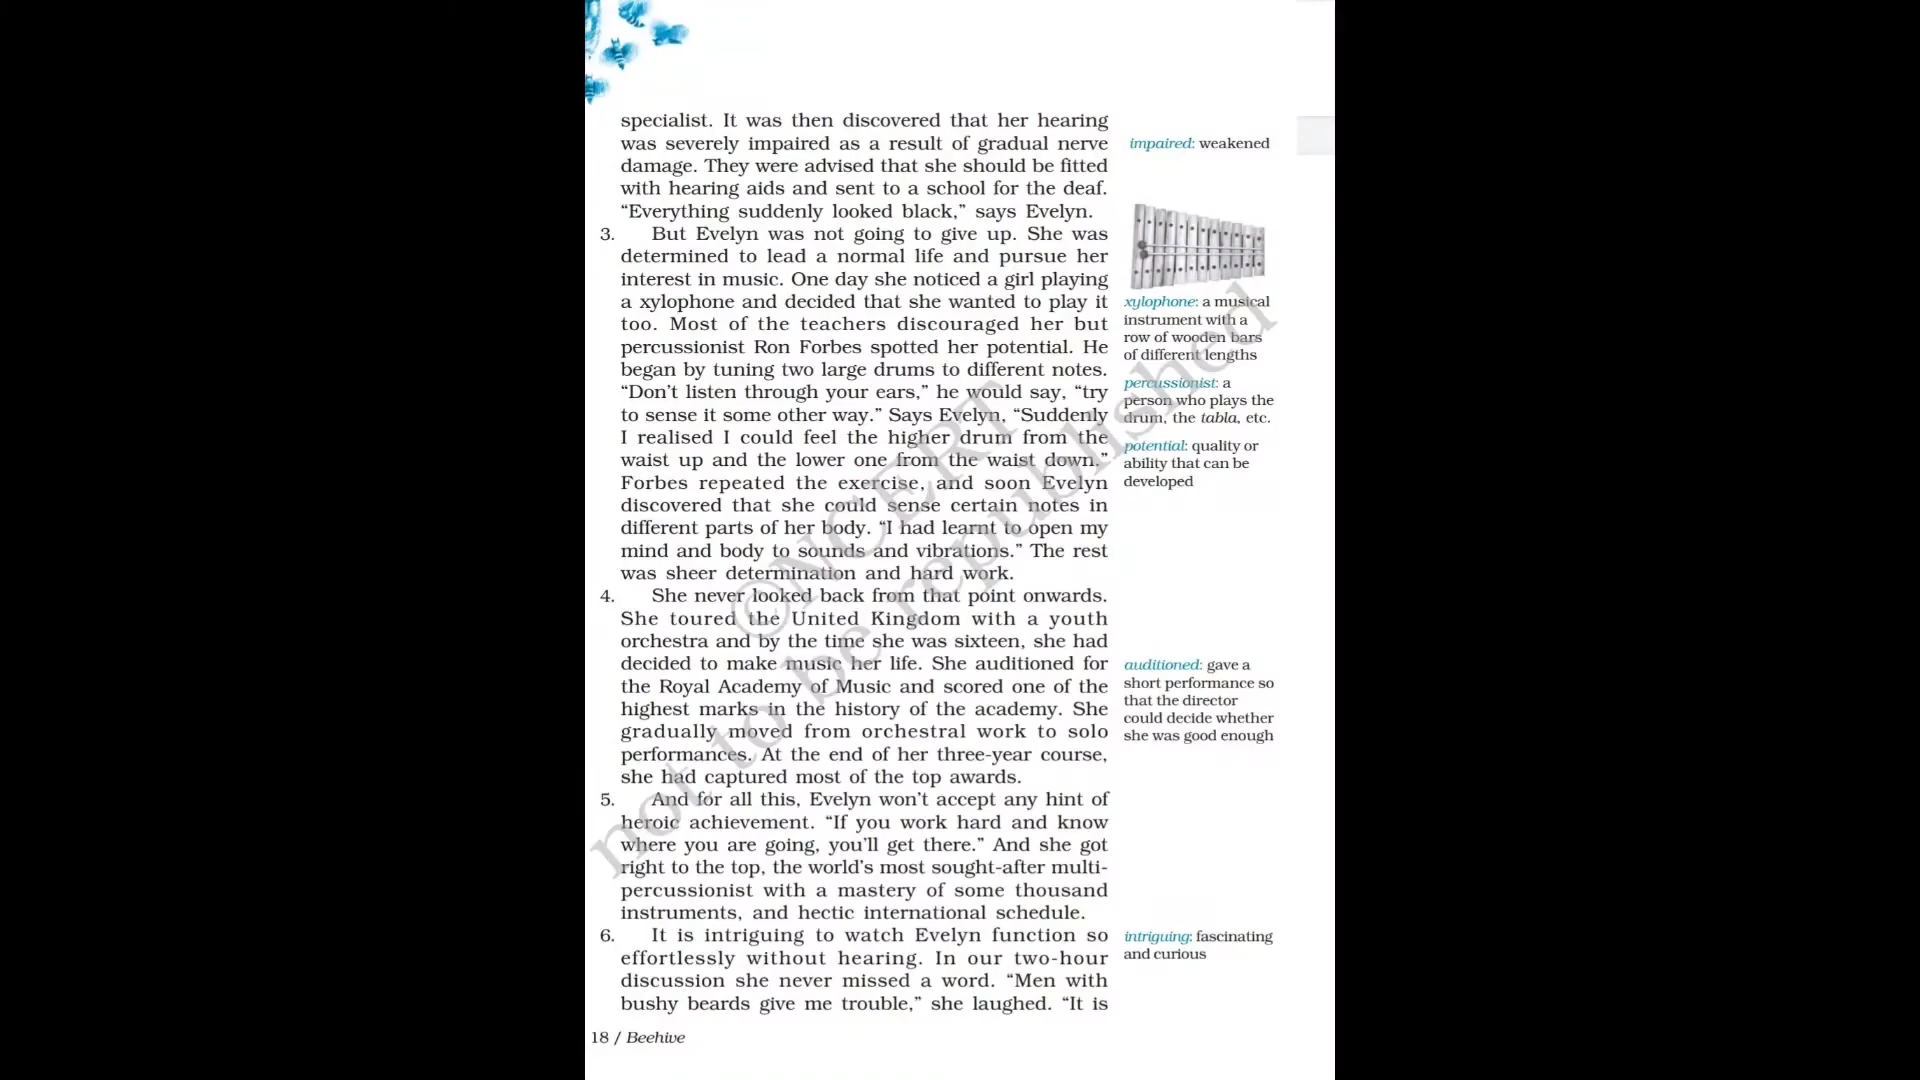 specialist. It was then discovered that her hearing
was severely impaired as a result of gradual nerve
damage. They were advised that she should be fitted
with hearing aids and sent to a school for the deaf.
“Everything suddenly looked black,” says Evelyn.
3. But Evelyn was not going to give up. She was
determined to lead a normal life and pursue her
interest in music. One day she noticed a girl playing
a xylophone and decided that she wanted to play it
too. Most of the teachers discouraged her but
percussionist Ron Forbes spotted her potential. He
began by tuning two large drums to different notes.
“Don’t listen through your ears,” he would say, “try
to sense it some other way.” Says Evelyn, “Suddenly
I realised I could feel the higher drum from the
waist up and the lower one from the waist down.”
Forbes repeated the exercise, and soon Evelyn
discovered that she could sense certain notes in
different parts of her body. “I had learnt to open my
mind and body to sounds and vibrations.” The rest
was sheer determination and hard work.
4. She never looked back from that point onwards.
She toured the United Kingdom with a youth
orchestra and by the time she was sixteen, she had
decided to make music her life. She auditioned for
the Royal Academy of Music and scored one of the
highest marks in the history of the academy. She
gradually moved from orchestral work to solo
performances. At the end of her three-year course,
she had captured most of the top awards.
5. And for all this, Evelyn won’t accept any hint of
heroic achievement. “If you work hard and know
where you are going, you’ll get there.” And she got
right to the top, the world’s most sought-after multi-
percussionist with a mastery of some thousand
instruments, and hectic international schedule.
6. It is intriguing to watch Evelyn function so
effortlessly without hearing. In our two-hour
discussion she never missed a word. “Men with
bushy beards give me trouble,” she laughed. “It is
impaired: weakened
xylophone: a musical
instrument with a
row of wooden bars
of different lengths
percussionist: a
person who plays the
drum, the tabla, etc.
potential: quality or
ability that can be
developed
auditioned: gave a
short performance so
that the director
could decide whether
she was good enough
intriguing: fascinating
and curious
18 / Beehive
©NCERT
not to be republished